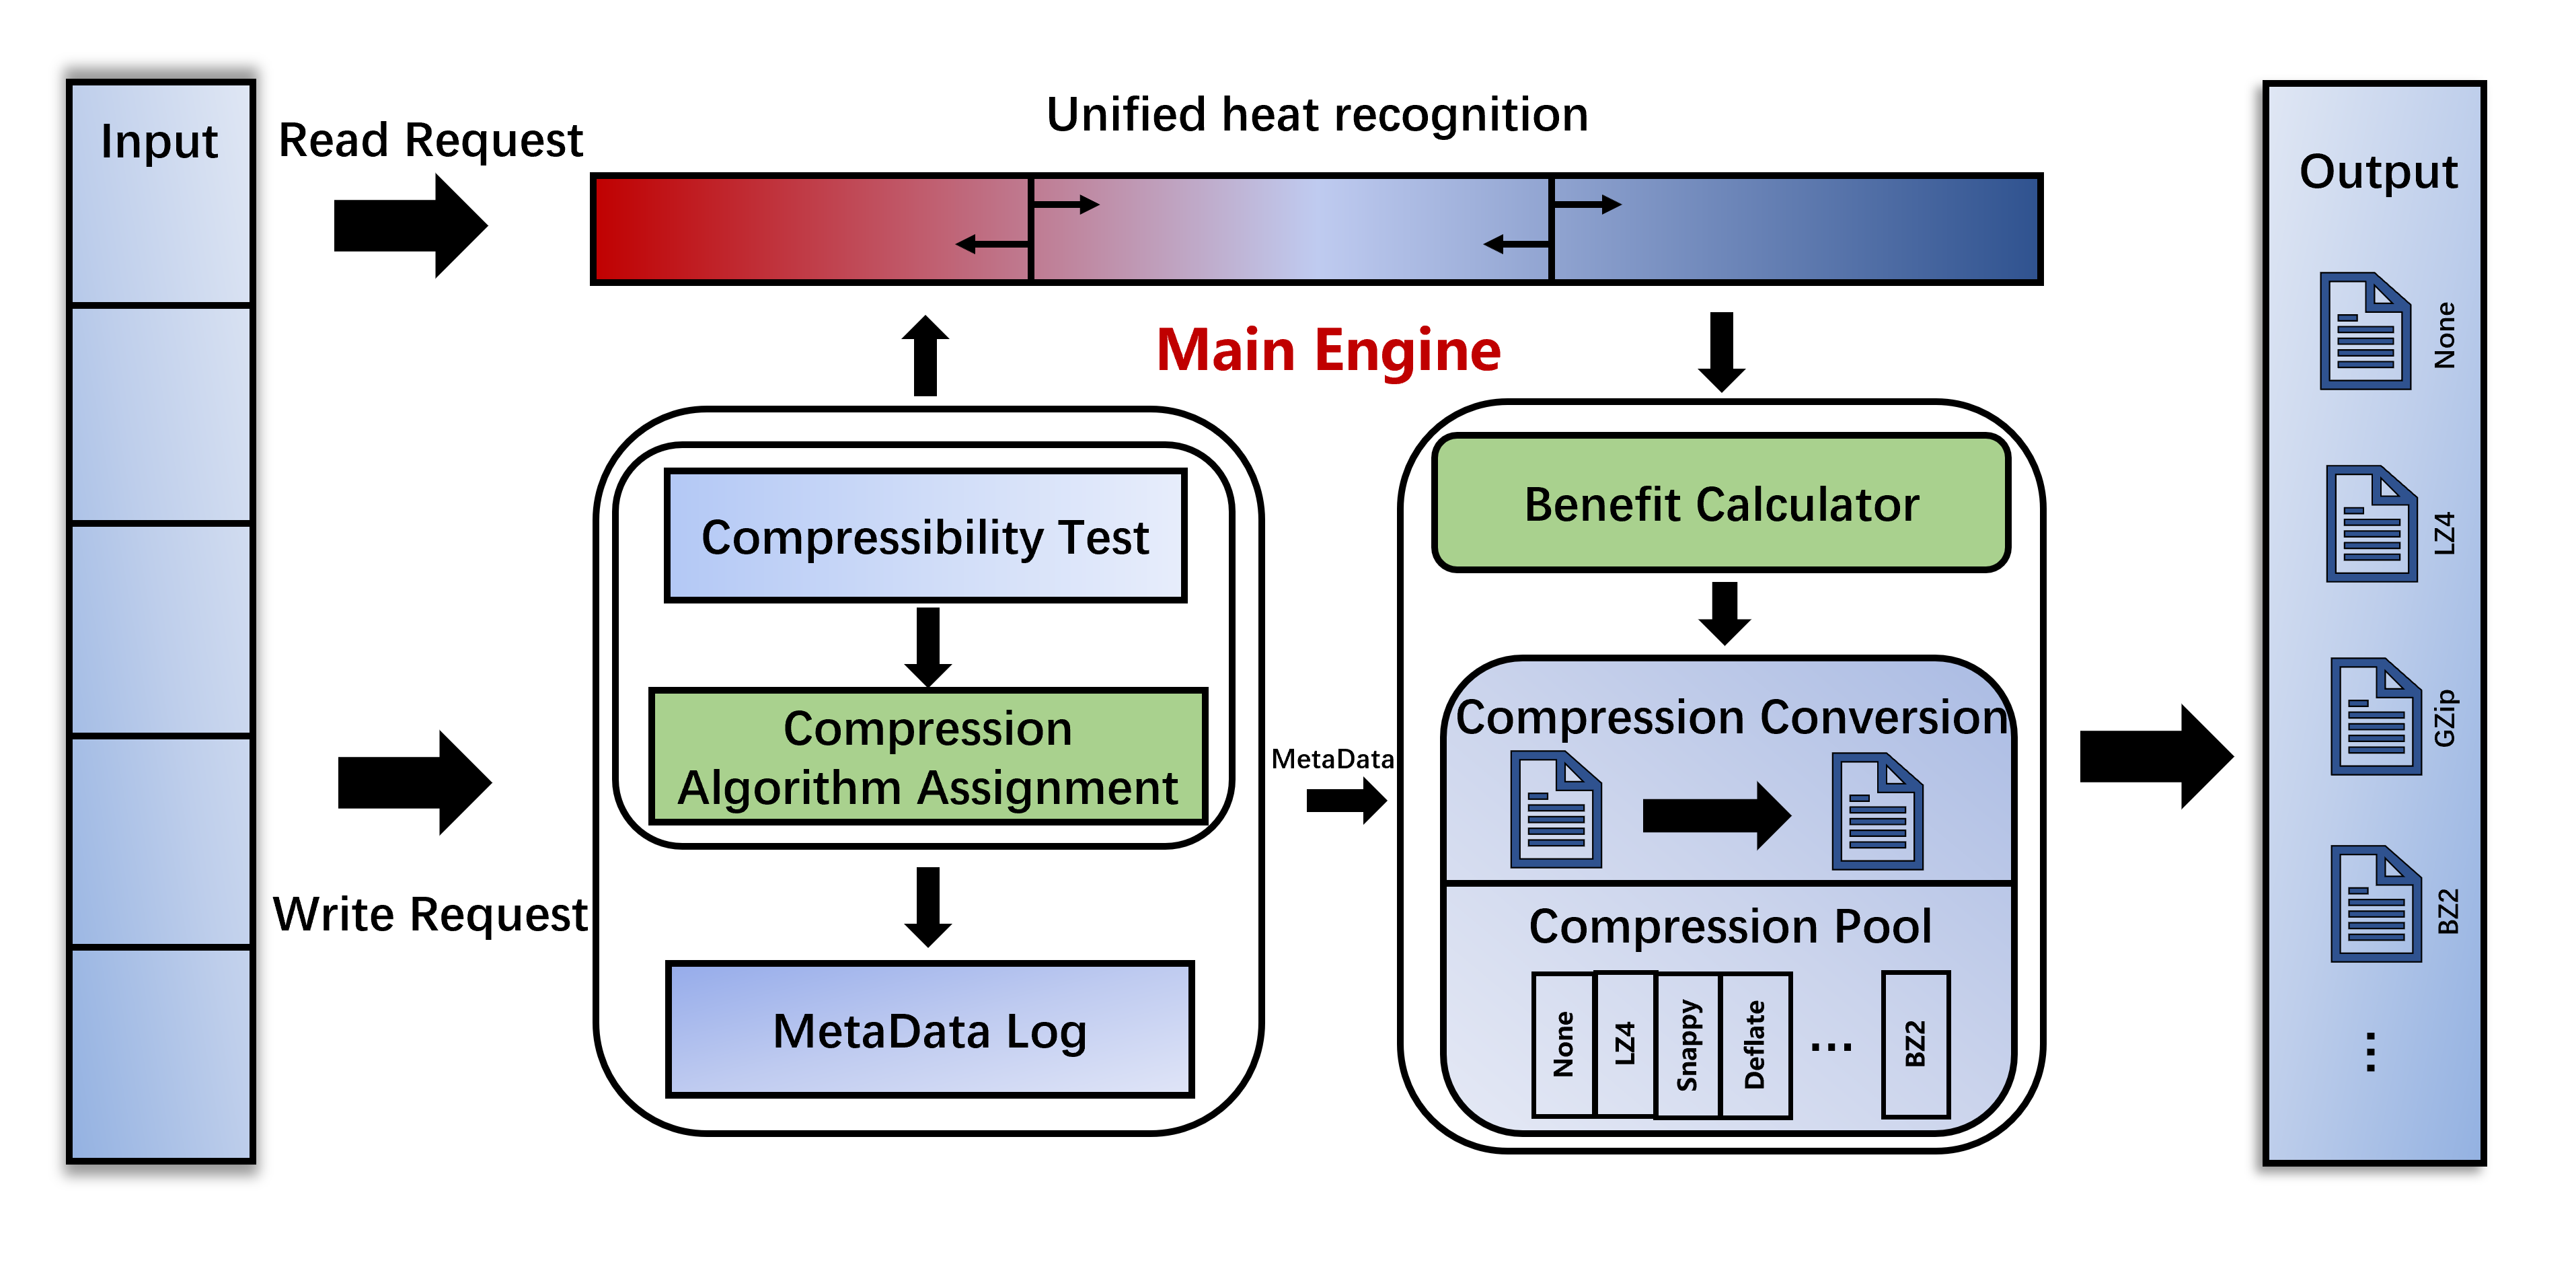 Input
Read Request
Write Request
Unified heat recognition
Main Engine
Compressibility Test
Compression
Algorithm Assignment
MetaData Log
MetaData
Benefit Calculator
Compression Conversion
Compression Pool
None
LZ4
Snappy
Deflate
...
BZ2
Output
None
LZ4
GZip
BZ2
...